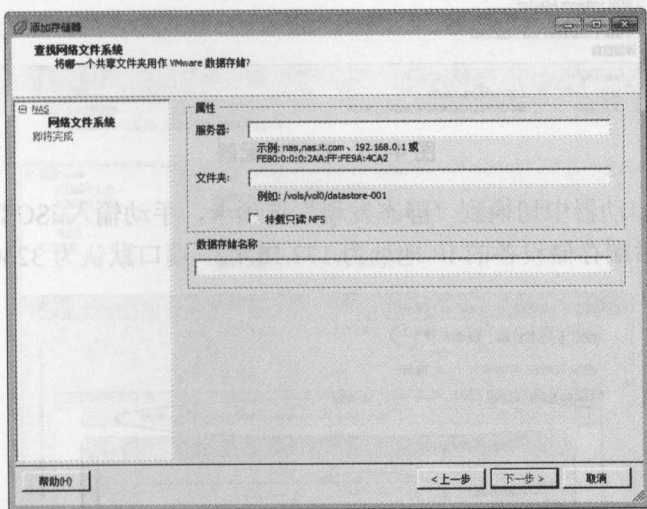 添加存储器
查找网络文件系统
将哪一个共享文件夹用作 VMware 数据存储?
NAS
网络文件系统
即将完成
属性
服务器:
示例: nas,nas.it.com、192.168.0.1 或
FE80:0:0:0:2AA:FF:FE9A:4CA2
文件夹:
例如: /vols/vol0/datastore-001
挂载只读 NFS
数据存储名称
帮助(H)
< 上一步
下一步 >
取消